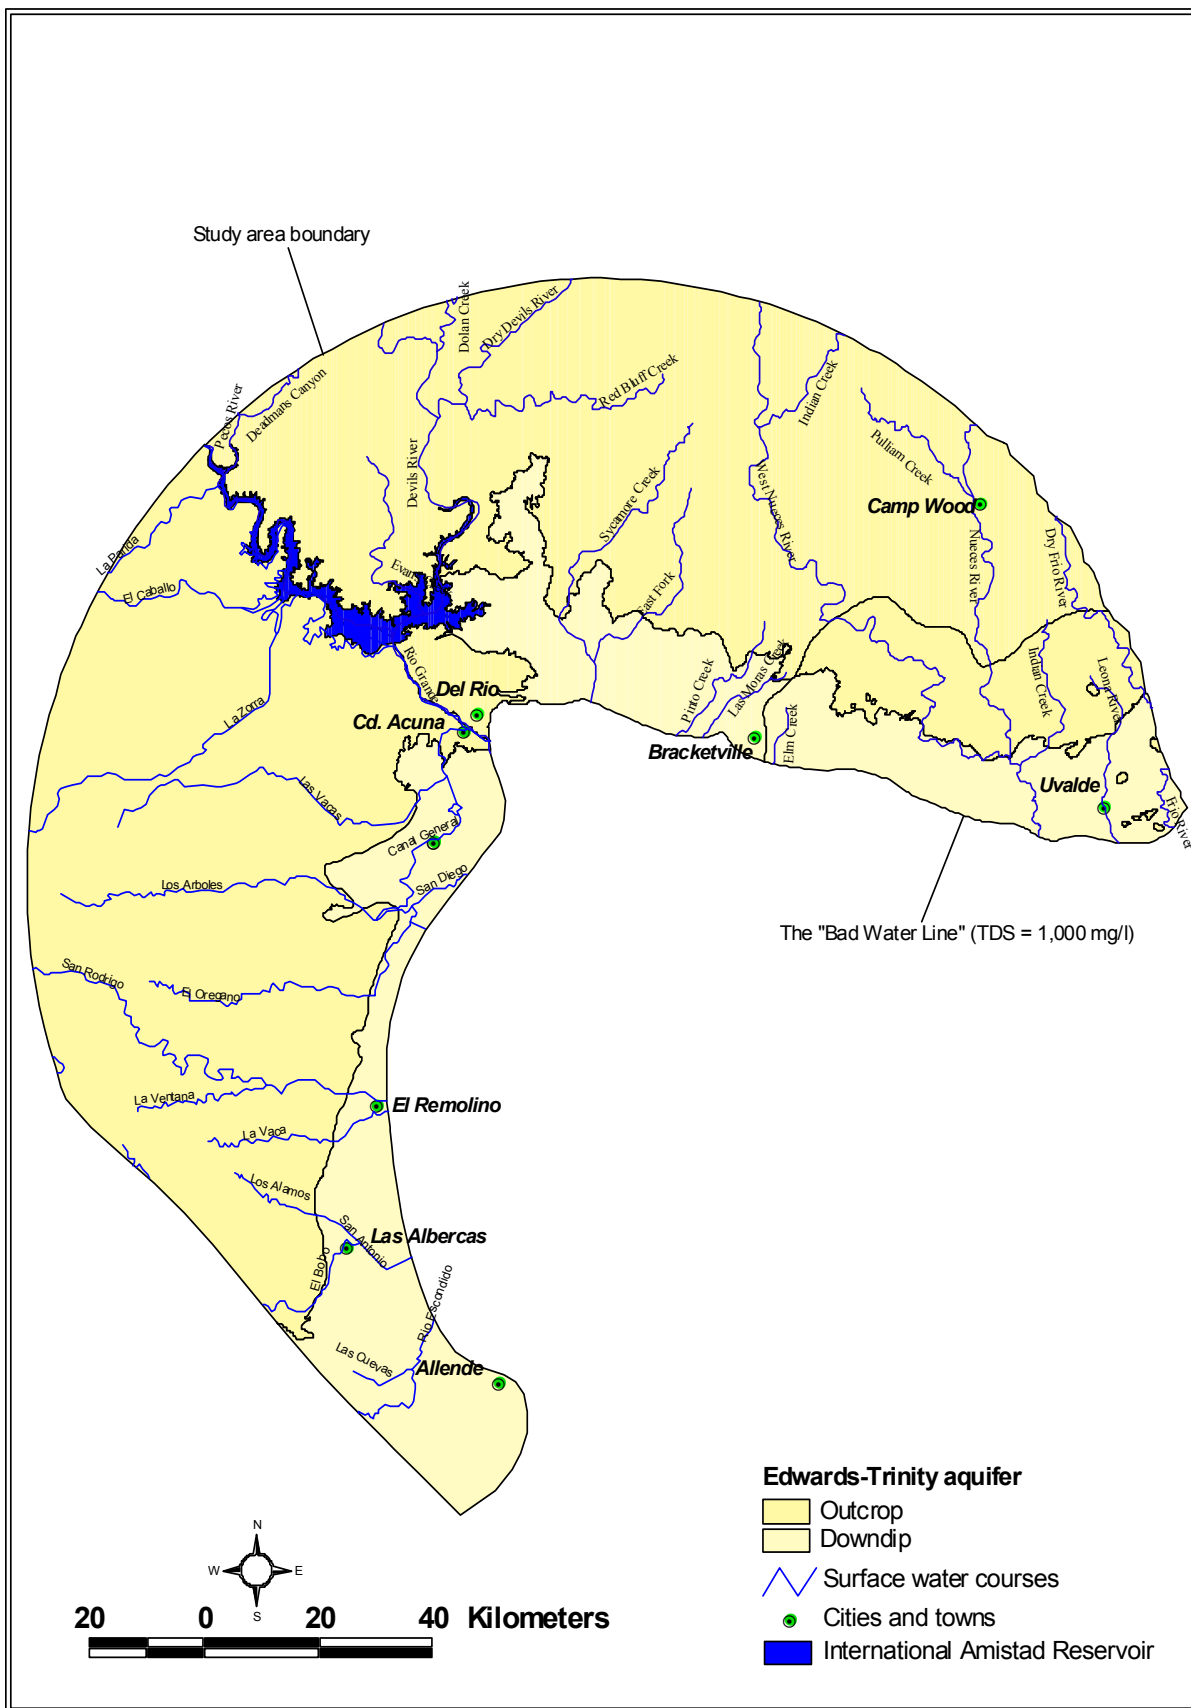 Study area boundary
Dolan Creek
Dry Devils River
Pecos River
Deadmans Canyon
Red Bluff Creek
Indian Creek
Devils River
Pulliam Creek
Sycamore Creek
West Nueces River
Camp Wood
La Parida
Nueces River
Dry Frio River
El Caballo
East Fork
Rio Grande
Pinto Creek
Las Moras Creek
Indian Creek
Leona River
Del Rio
La Zorra
Cd. Acuna
Elm Creek
Bracketville
Uvalde
Las Vacas
Frio River
Canal General
Los Arboles
San Diego
The "Bad Water Line" (TDS = 1,000 mg/l)
San Rodrigo
El Oregano
La Ventana
El Remolino
La Vaca
Los Alamos
San Antonio
Las Albercas
El Bobo
Rio Escondido
Las Cuevas
Allende
Edwards-Trinity aquifer
Outcrop
Downdip
Surface water courses
Cities and towns
International Amistad Reservoir
N
W
E
S
20 0 20 40 Kilometers